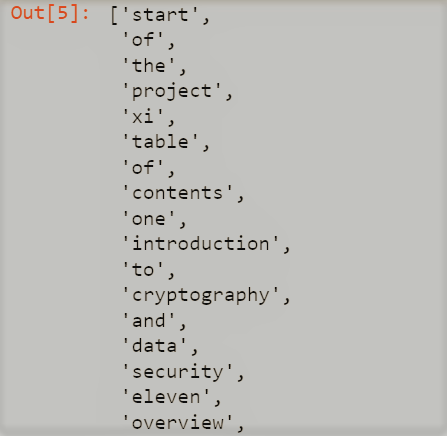 Out[5]: ['start',
'of',
'the',
'project',
'xi',
'table',
'of',
'contents',
'one',
'introduction',
'to',
'cryptography',
'and',
'data',
'security',
'eleven',
'overview',